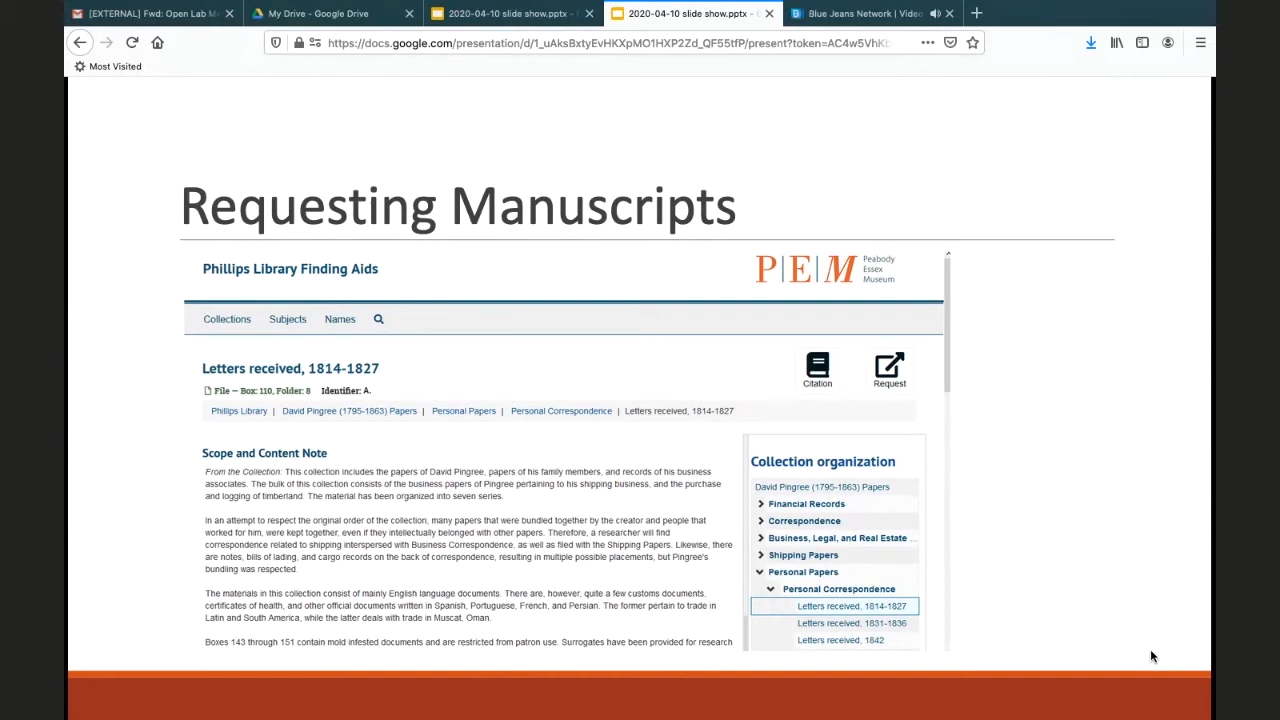 [EXTERNAL] Fwd: Open Lab M
My Drive - Google Drive
2020-04-10 slide show.pptx -
2020-04-10 slide show.pptx -
Blue Jeans Network | Video
https://docs.google.com/presentation/d/1_uAksBxtyEvHKXpMO1HXP2Zd_QF55tfP/present?token=AC4w5VhKb
Most Visited
Requesting Manuscripts
Phillips Library Finding Aids
P|E|M Peabody
Essex
Museum
Collections Subjects Names
Letters received, 1814-1827
Citation
Request
File — Box: 110, Folder: 8 Identifier: A.
Phillips Library | David Pingree (1795-1863) Papers | Personal Papers | Personal Correspondence | Letters received, 1814-1827
Scope and Content Note
From the Collection: This collection includes the papers of David Pingree, papers of his family members, and records of his business
associates. The bulk of this collection consists of the business papers of Pingree pertaining to his shipping business, and the purchase
and logging of timberland. The material has been organized into seven series.
In an attempt to respect the original order of the collection, many papers that were bundled together by the creator and people that
worked for him, were kept together, even if they intellectually belonged with other papers. Therefore, a researcher will find
correspondence related to shipping interspersed with Business Correspondence, as well as filed with the Shipping Papers. Likewise, there
are notes, bills of lading, and cargo records on the back of correspondence, resulting in multiple possible placements, but Pingree's
bundling was respected.
The materials in this collection consist of mainly English language documents. There are, however, quite a few customs documents,
certificates of health, and other official documents written in Spanish, Portuguese, French, and Persian. The former pertain to trade in
Latin and South America, while the latter deals with trade in Muscat, Oman.
Boxes 143 through 151 contain mold infested documents and are restricted from patron use. Surrogates have been provided for research
Collection organization
David Pingree (1795-1863) Papers
Financial Records
Correspondence
Business, Legal, and Real Estate ...
Shipping Papers
Personal Papers
Personal Correspondence
Letters received, 1814-1827
Letters received, 1831-1836
Letters received, 1842